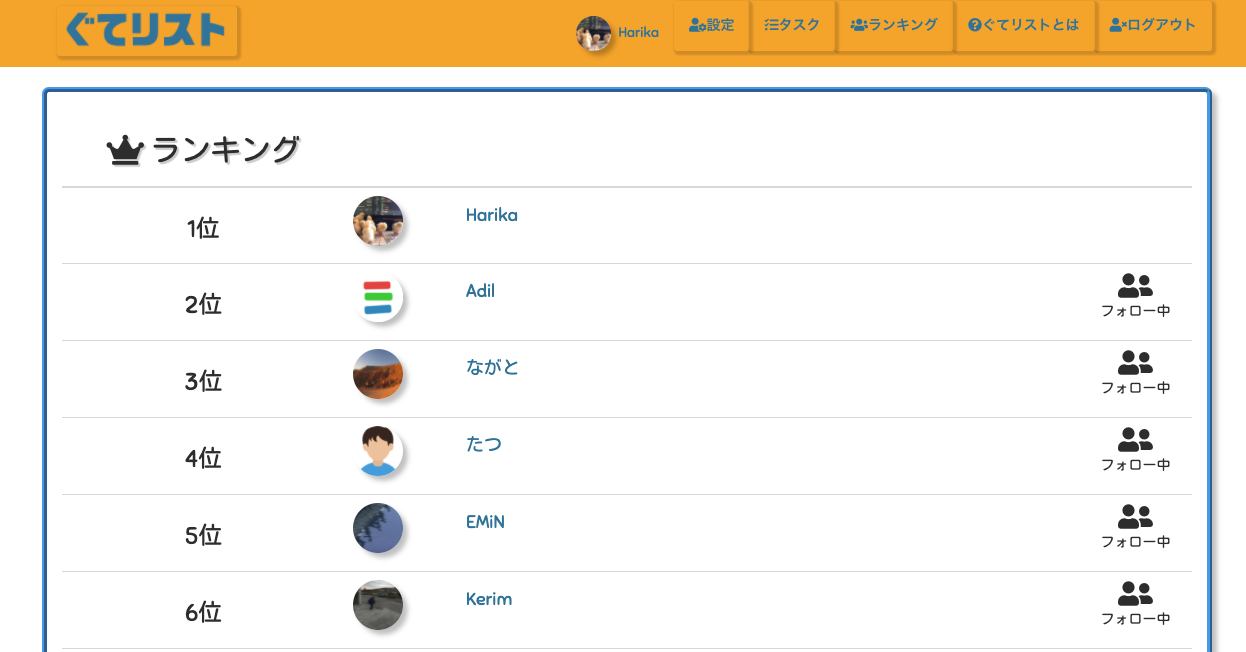 ぐてリスト
Harika
設定
タスク
ランキング
ぐてリストとは
ログアウト
ランキング
1位
Harika
2位
Adil
フォロー中
3位
ながと
フォロー中
4位
たつ
フォロー中
5位
EMiN
フォロー中
6位
Kerim
フォロー中